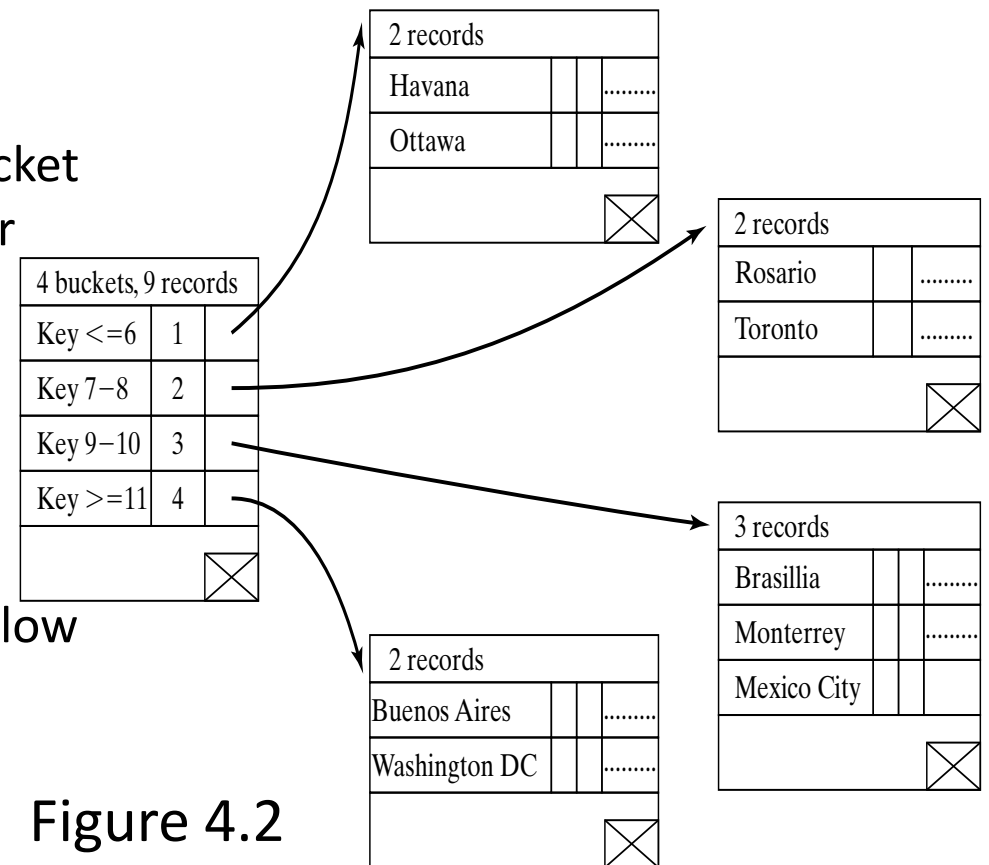 cket
r
4 buckets, 9 records
Key <=6 1
Key 7–8 2
Key 9–10 3
Key >=11 4
low
2 records
Havana .........
Ottawa .........
2 records
Rosario .........
Toronto .........
3 records
Brasillia .........
Monterrey .........
Mexico City
2 records
Buenos Aires .........
Washington DC .........
Figure 4.2